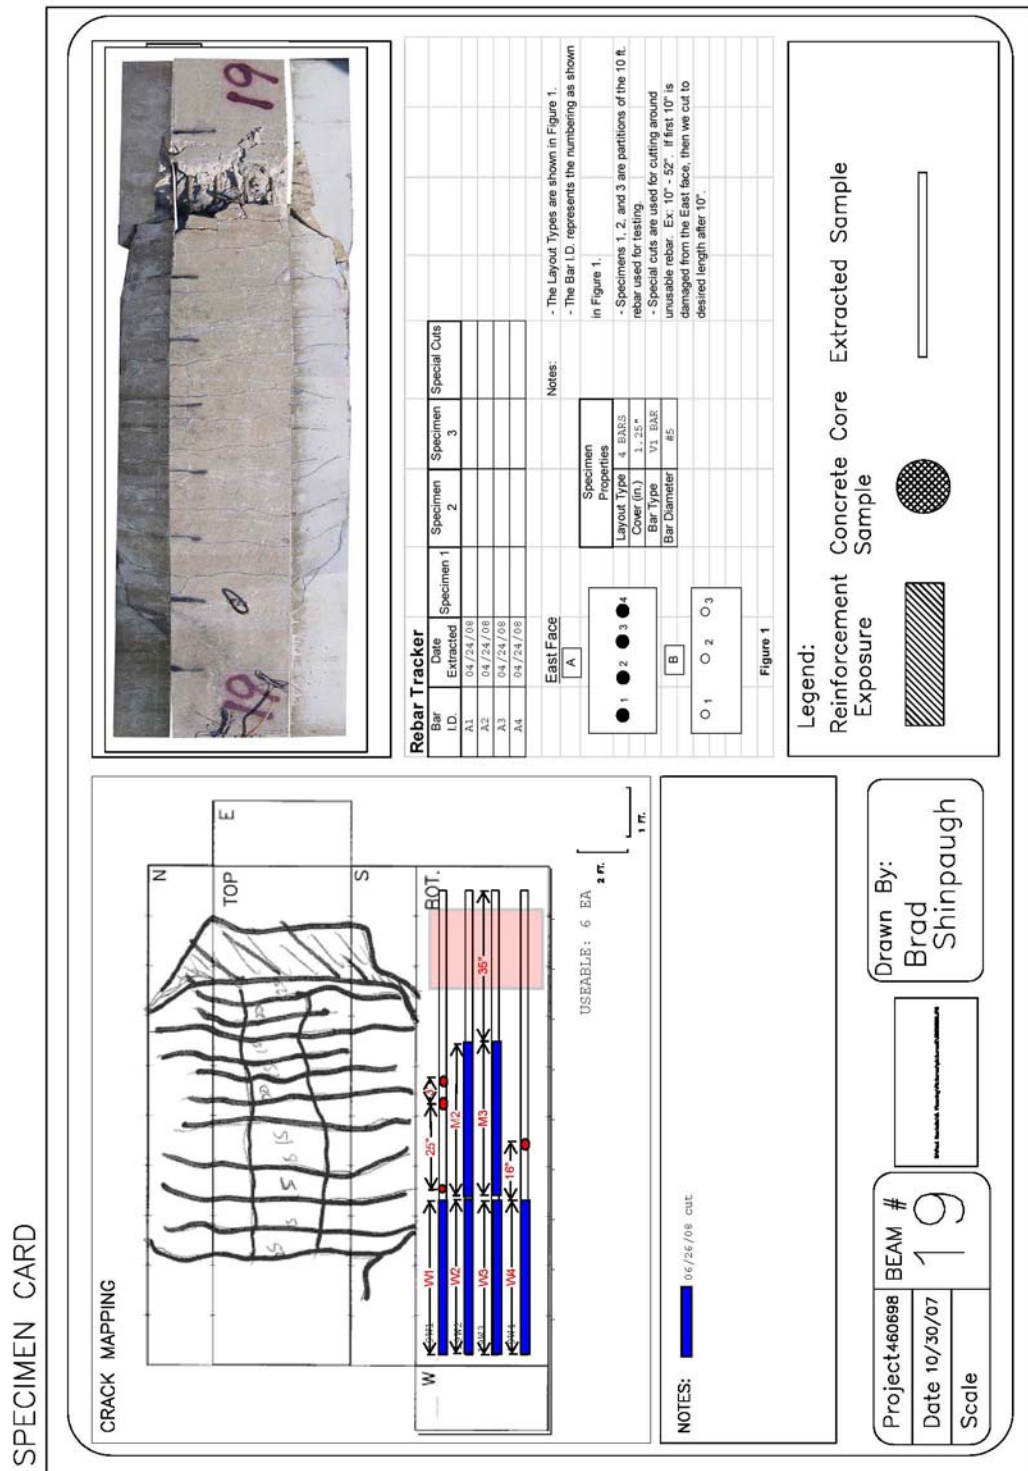 SPECIMEN CARD
CRACK MAPPING
N
TOP
E
S
W
BOT.
W1
25"
3"
W2
M2
W3
M3
35"
W4
16"
USEABLE: 6 EA
2 FT.
1 FT.
NOTES:
06/26/08 cut
19
19
Rebar Tracker
Bar I.D. Date Extracted Specimen 1 Specimen 2 Specimen 3 Special Cuts
A1 04/24/08
A2 04/24/08
A3 04/24/08
A4 04/24/08
East Face
A
1 2 3 4
B
1 2 3
Figure 1
Specimen Properties
Layout Type 4 BARS
Cover (in.) 1.25"
Bar Type V1 BAR
Bar Diameter #5
Notes:
- The Layout Types are shown in Figure 1.
- The Bar I.D. represents the numbering as shown
in Figure 1.
- Specimens 1, 2, and 3 are partitions of the 10 ft.
rebar used for testing.
- Special cuts are used for cutting around
unusable rebar. Ex: 10" - 52". If first 10" is
damaged from the East face, then we cut to
desired length after 10".
Project 460698
Date 10/30/07
Scale
BEAM #
19
Drawn By:
Brad
Shinpaugh
Legend:
Reinforcement Exposure
Concrete Core Sample
Extracted Sample